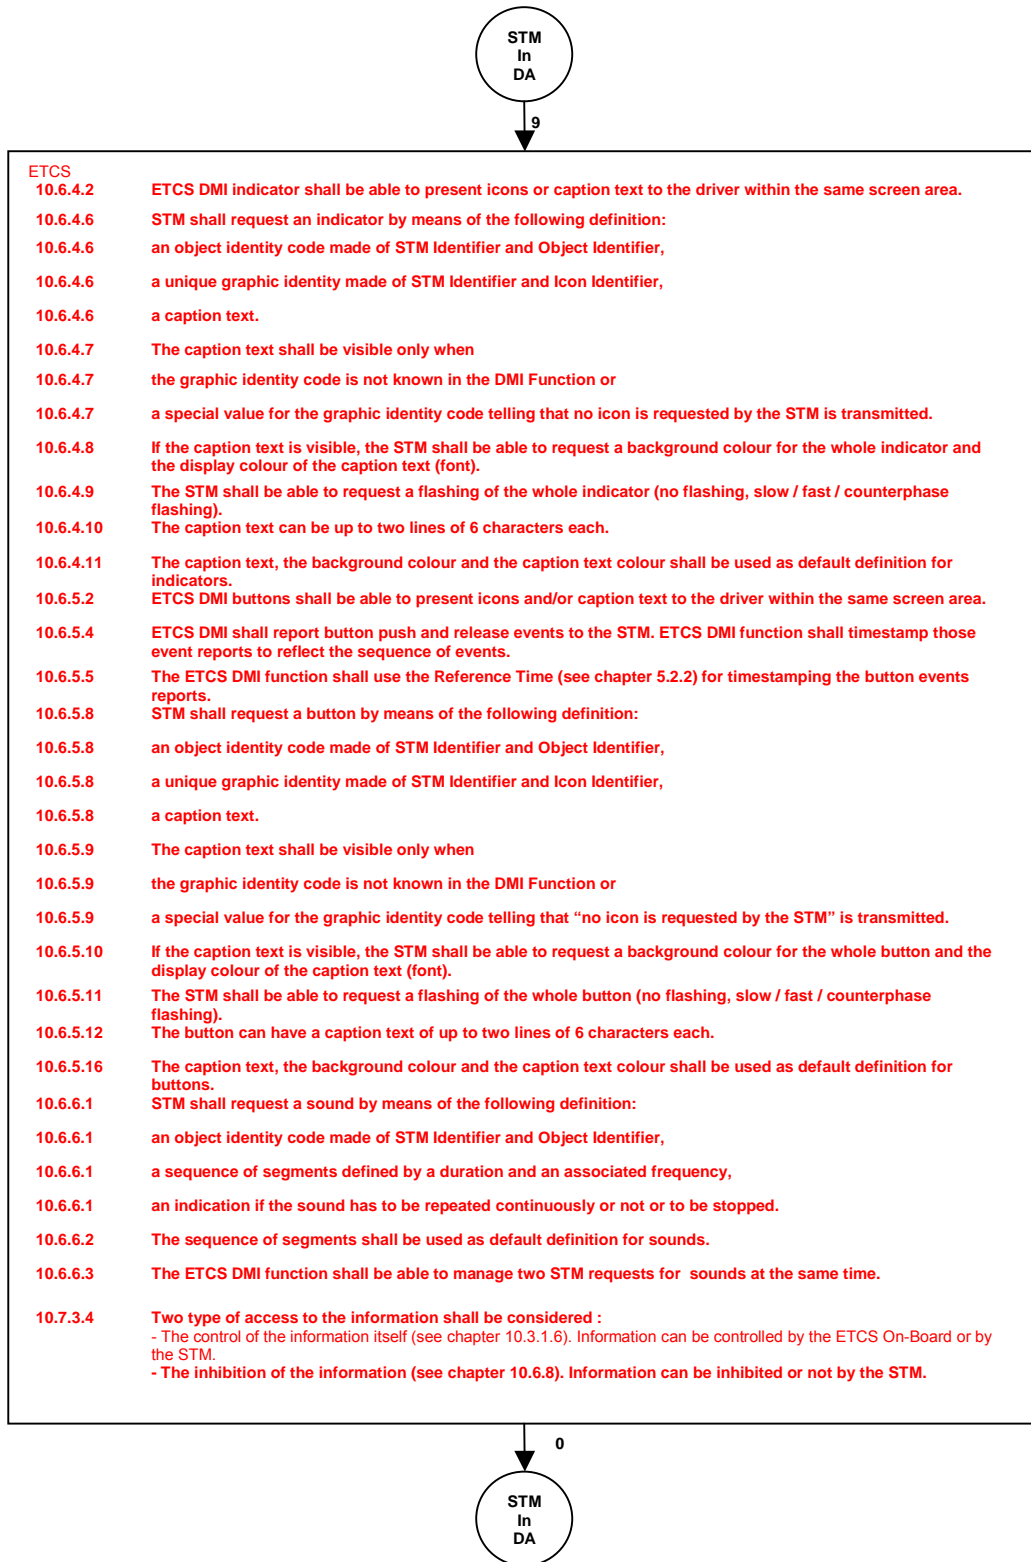 STM
In
DA
9
ETCS
10.6.4.2 ETCS DMI indicator shall be able to present icons or caption text to the driver within the same screen area.
10.6.4.6 STM shall request an indicator by means of the following definition:
10.6.4.6 an object identity code made of STM Identifier and Object Identifier,
10.6.4.6 a unique graphic identity made of STM Identifier and Icon Identifier,
10.6.4.6 a caption text.
10.6.4.7 The caption text shall be visible only when
10.6.4.7 the graphic identity code is not known in the DMI Function or
10.6.4.7 a special value for the graphic identity code telling that no icon is requested by the STM is transmitted.
10.6.4.8 If the caption text is visible, the STM shall be able to request a background colour for the whole indicator and
the display colour of the caption text (font).
10.6.4.9 The STM shall be able to request a flashing of the whole indicator (no flashing, slow / fast / counterphase
flashing).
10.6.4.10 The caption text can be up to two lines of 6 characters each.
10.6.4.11 The caption text, the background colour and the caption text colour shall be used as default definition for
indicators.
10.6.5.2 ETCS DMI buttons shall be able to present icons and/or caption text to the driver within the same screen area.
10.6.5.4 ETCS DMI shall report button push and release events to the STM. ETCS DMI function shall timestamp those
event reports to reflect the sequence of events.
10.6.5.5 The ETCS DMI function shall use the Reference Time (see chapter 5.2.2) for timestamping the button events
reports.
10.6.5.8 STM shall request a button by means of the following definition:
10.6.5.8 an object identity code made of STM Identifier and Object Identifier,
10.6.5.8 a unique graphic identity made of STM Identifier and Icon Identifier,
10.6.5.8 a caption text.
10.6.5.9 The caption text shall be visible only when
10.6.5.9 the graphic identity code is not known in the DMI Function or
10.6.5.9 a special value for the graphic identity code telling that “no icon is requested by the STM” is transmitted.
10.6.5.10 If the caption text is visible, the STM shall be able to request a background colour for the whole button and the
display colour of the caption text (font).
10.6.5.11 The STM shall be able to request a flashing of the whole button (no flashing, slow / fast / counterphase
flashing).
10.6.5.12 The button can have a caption text of up to two lines of 6 characters each.
10.6.5.16 The caption text, the background colour and the caption text colour shall be used as default definition for
buttons.
10.6.6.1 STM shall request a sound by means of the following definition:
10.6.6.1 an object identity code made of STM Identifier and Object Identifier,
10.6.6.1 a sequence of segments defined by a duration and an associated frequency,
10.6.6.1 an indication if the sound has to be repeated continuously or not or to be stopped.
10.6.6.2 The sequence of segments shall be used as default definition for sounds.
10.6.6.3 The ETCS DMI function shall be able to manage two STM requests for sounds at the same time.
10.7.3.4 Two type of access to the information shall be considered :
- The control of the information itself (see chapter 10.3.1.6). Information can be controlled by the ETCS On-Board or by
the STM.
- The inhibition of the information (see chapter 10.6.8). Information can be inhibited or not by the STM.
0
STM
In
DA